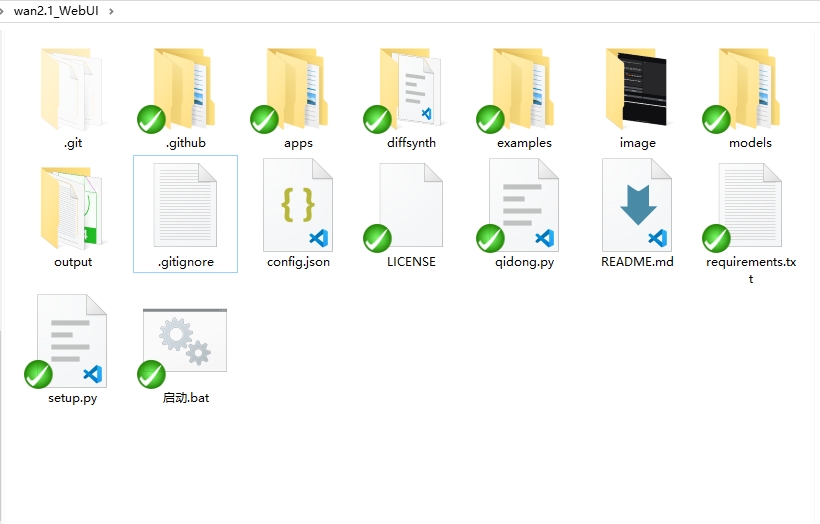 wan2.1_WebUI
.git
.github
apps
diffsynth
examples
image
models
output
.gitignore
config.json
LICENSE
qidong.py
README.md
requirements.tx
t
setup.py
启动.bat